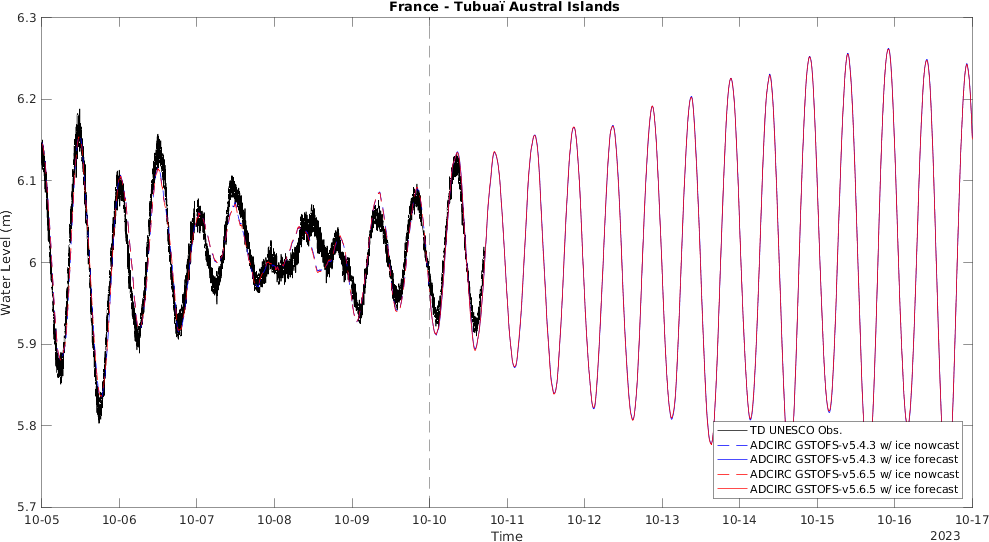 France - Tubuaï Austral Islands
6.3
6.2
6.1
6
5.9
5.8
5.7
Water Level (m)
TD UNESCO Obs.
ADCIRC GSTOFS-v5.4.3 w/ ice nowcast
ADCIRC GSTOFS-v5.4.3 w/ ice forecast
ADCIRC GSTOFS-v5.6.5 w/ ice nowcast
ADCIRC GSTOFS-v5.6.5 w/ ice forecast
10-05 10-06 10-07 10-08 10-09 10-10 10-11 10-12 10-13 10-14 10-15 10-16 10-17
Time
2023